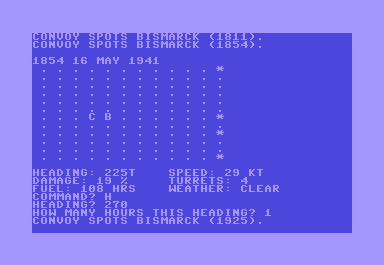 CONVOY SPOTS BISMARCK (1811).
CONVOY SPOTS BISMARCK (1854).
1854 16 MAY 1941
. . . . . . . . . . . *
. . . . . . . . . . . .
. . . . . . . . . . . .
. . . . . . . . . . . .
. . . . . . . . . . . .
. . . . . . . . . . . .
. . . C B . . . . . . *
. . . . . . . . . . . .
. . . . . . . . . . . *
. . . . . . . . . . . .
. . . . . . . . . . . .
. . . . . . . . . . . *
HEADING: 225T SPEED: 29 KT
DAMAGE: 19 % TURRETS: 4
FUEL: 108 HRS WEATHER: CLEAR
COMMAND? H
HEADING? 270
HOW MANY HOURS THIS HEADING? 1
CONVOY SPOTS BISMARCK (1925).